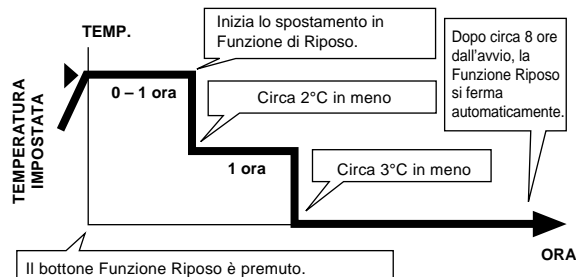 TEMP.
Inizia lo spostamento in
Funzione di Riposo.
Dopo circa 8 ore
dall'avvio, la
Funzione Riposo
si ferma
automaticamente.
TEMPERATURA
IMPOSTATA
0 – 1 ora
Circa 2°C in meno
1 ora
Circa 3°C in meno
ORA
Il bottone Funzione Riposo è premuto.